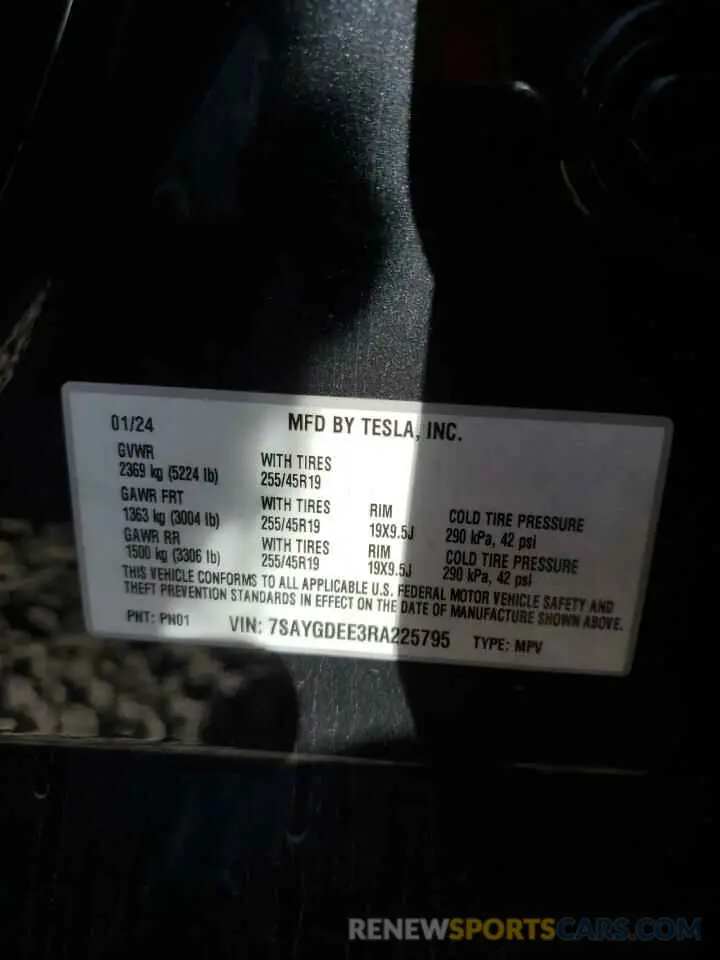 01/24 MFD BY TESLA, INC.
GVWR
2369 kg (5224 lb) WITH TIRES
255/45R19
GAWR FRT
1363 kg (3004 lb) WITH TIRES
255/45R19 RIM
19X9.5J COLD TIRE PRESSURE
290 kPa, 42 psi
GAWR RR
1500 kg (3306 lb) WITH TIRES
255/45R19 RIM
19X9.5J COLD TIRE PRESSURE
290 kPa, 42 psi
THIS VEHICLE CONFORMS TO ALL APPLICABLE U.S. FEDERAL MOTOR VEHICLE SAFETY AND
THEFT PREVENTION STANDARDS IN EFFECT ON THE DATE OF MANUFACTURE SHOWN ABOVE.
PNT: PN01 VIN: 7SAYGDEE3RA225795 TYPE: MPV
RENEWSPORTSCARS.COM